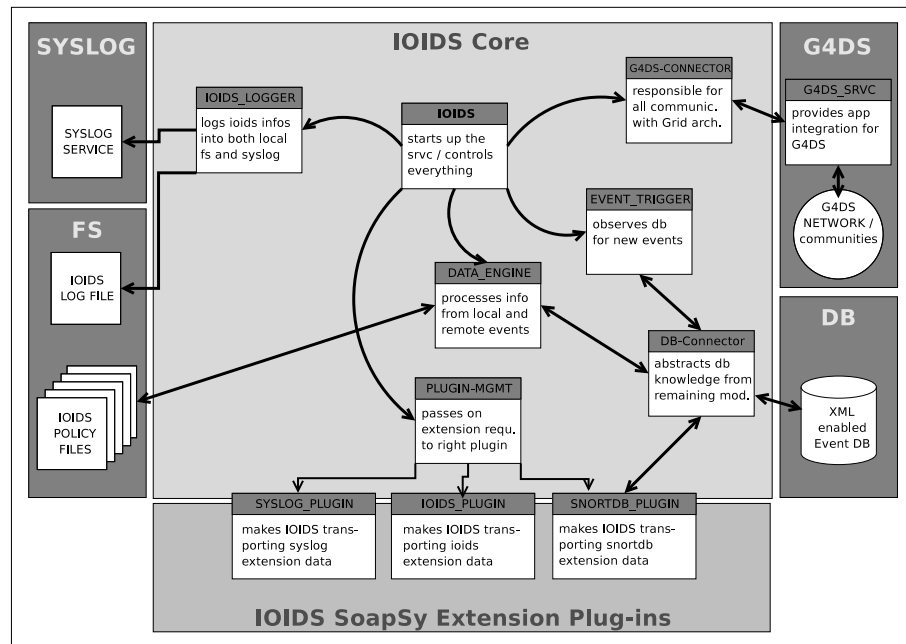 SYSLOG
SYSLOG
SERVICE
FS
IOIDS
LOG FILE
IOIDS
POLICY
FILES
IOIDS Core
IOIDS_LOGGER
logs ioids infos
into both local
fs and syslog
IOIDS
starts up the
srvc / controls
everything
G4DS-CONNECTOR
responsible for
all communic.
with Grid arch.
EVENT_TRIGGER
observes db
for new events
DATA_ENGINE
processes info
from local and
remote events
DB-Connector
abstracts db
knowledge from
remaining mod.
PLUGIN-MGMT
passes on
extension requ.
to right plugin
G4DS
G4DS_SRVC
provides app
integration for
G4DS
G4DS
NETWORK /
communities
DB
XML
enabled
Event DB
SYSLOG_PLUGIN
makes IOIDS trans-
porting syslog
extension data
IOIDS_PLUGIN
makes IOIDS trans-
porting ioids
extension data
SNORTDB_PLUGIN
makes IOIDS trans-
porting snortdb
extension data
IOIDS SoapSy Extension Plug-ins